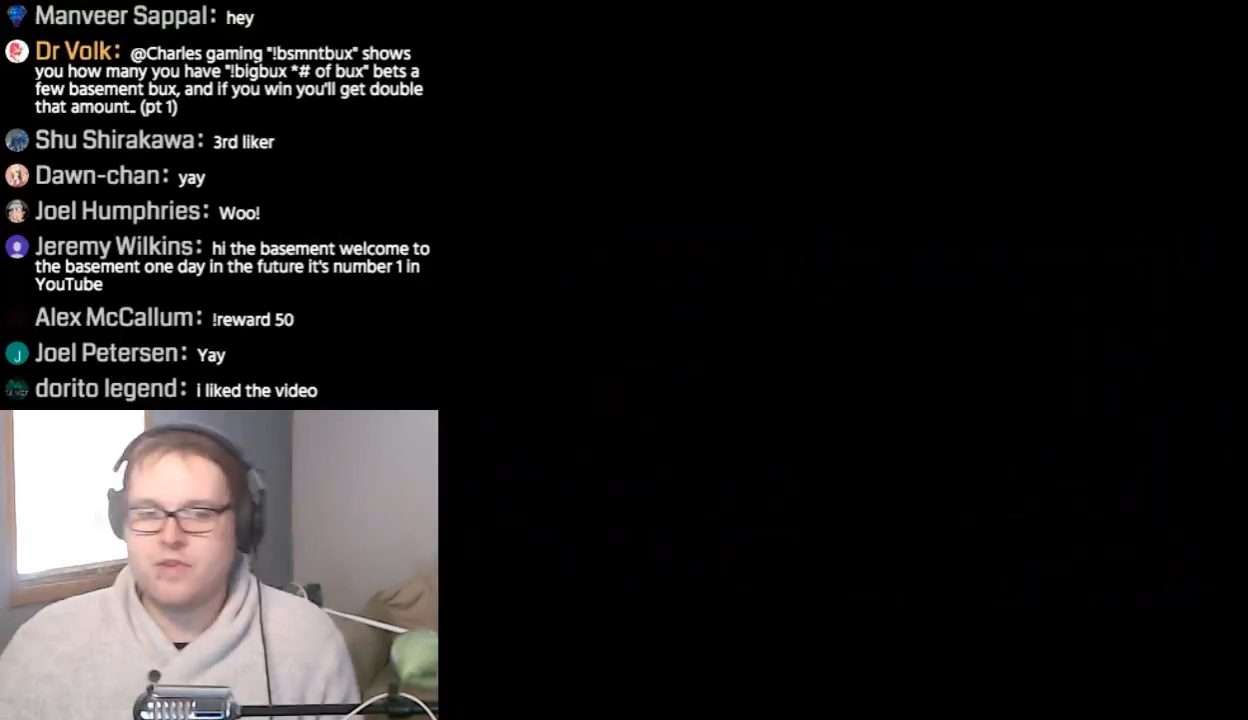 Manveer Sappal: hey
Dr Volk: @Charles gaming "!bsmntbux" shows
you how many you have "!bigbux *# of bux" bets a
few basement bux, and if you win you'll get double
that amount.. (pt 1)
Shu Shirakawa: 3rd liker
Dawn-chan: yay
Joel Humphries: Woo!
Jeremy Wilkins: hi the basement welcome to
the basement one day in the future it's number 1 in
YouTube
Alex McCallum: !reward 50
J Joel Petersen: Yay
dorito legend: i liked the video